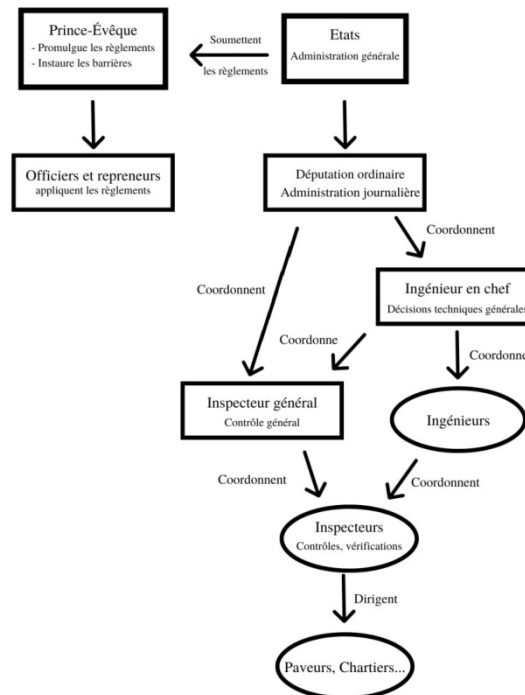 Prince-Évêque
- Promulgue les règlements
- Instaure les barrières
Soumettent
les règlements
Etats
Administration générale
Officiers et repreneurs
appliquent les règlements
Députation ordinaire
Administration journalière
Coordonnent
Coordonnent
Ingénieur en chef
Décisions techniques générales
Coordonne
Coordonne
Inspecteur général
Contrôle général
Ingénieurs
Coordonnent
Coordonnent
Inspecteurs
Contrôles, vérifications
Dirigent
Paveurs, Chartiers...